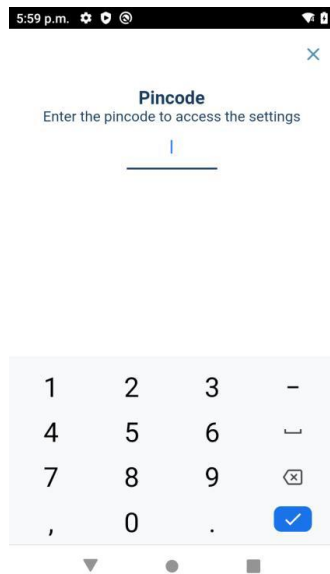 5:59 p.m.
Pincode
Enter the pincode to access the settings
1 2 3 -
4 5 6
7 8 9
, 0 .